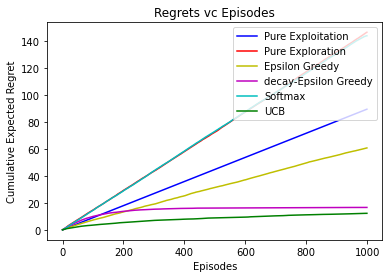 Regrets vc Episodes
Cumulative Expected Regret
140
120
100
80
60
40
20
0
Pure Exploitation
Pure Exploration
Epsilon Greedy
decay-Epsilon Greedy
Softmax
UCB
0
200
400
600
800
1000
Episodes